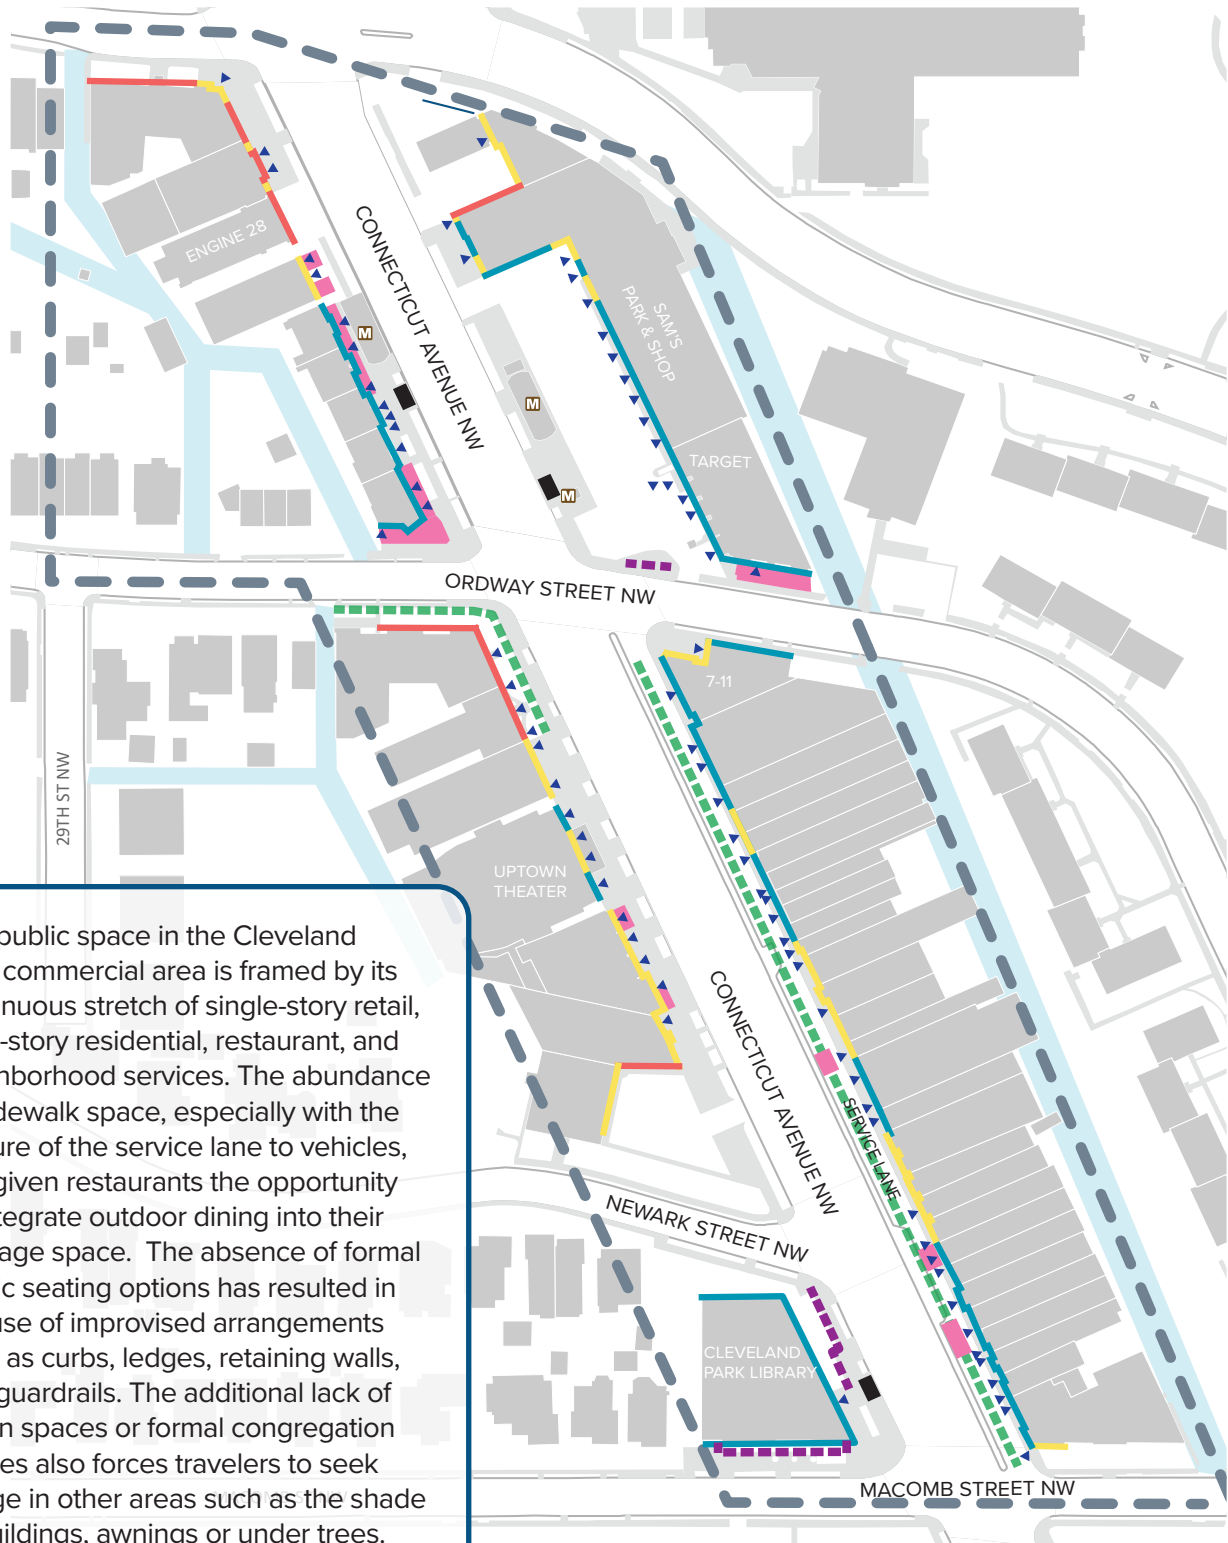 ENGINE 28
CONNECTICUT AVENUE NW
M
M
M
SAM'S
PARK & SHOP
TARGET
ORDWAY STREET NW
7-11
29TH ST NW
UPTOWN
THEATER
CONNECTICUT AVENUE NW
SERVICE LANE
NEWARK STREET NW
CLEVELAND
PARK LIBRARY
MACOMB STREET NW
public space in the Cleveland
commercial area is framed by its
nuous stretch of single-story retail,
-story residential, restaurant, and
hborhood services. The abundance
dewalk space, especially with the
ure of the service lane to vehicles,
given restaurants the opportunity
tegrate outdoor dining into their
age space. The absence of formal
c seating options has resulted in
use of improvised arrangements
as curbs, ledges, retaining walls,
guardrails. The additional lack of
n spaces or formal congregation
es also forces travelers to seek
ge in other areas such as the shade
uildings, awnings or under trees.